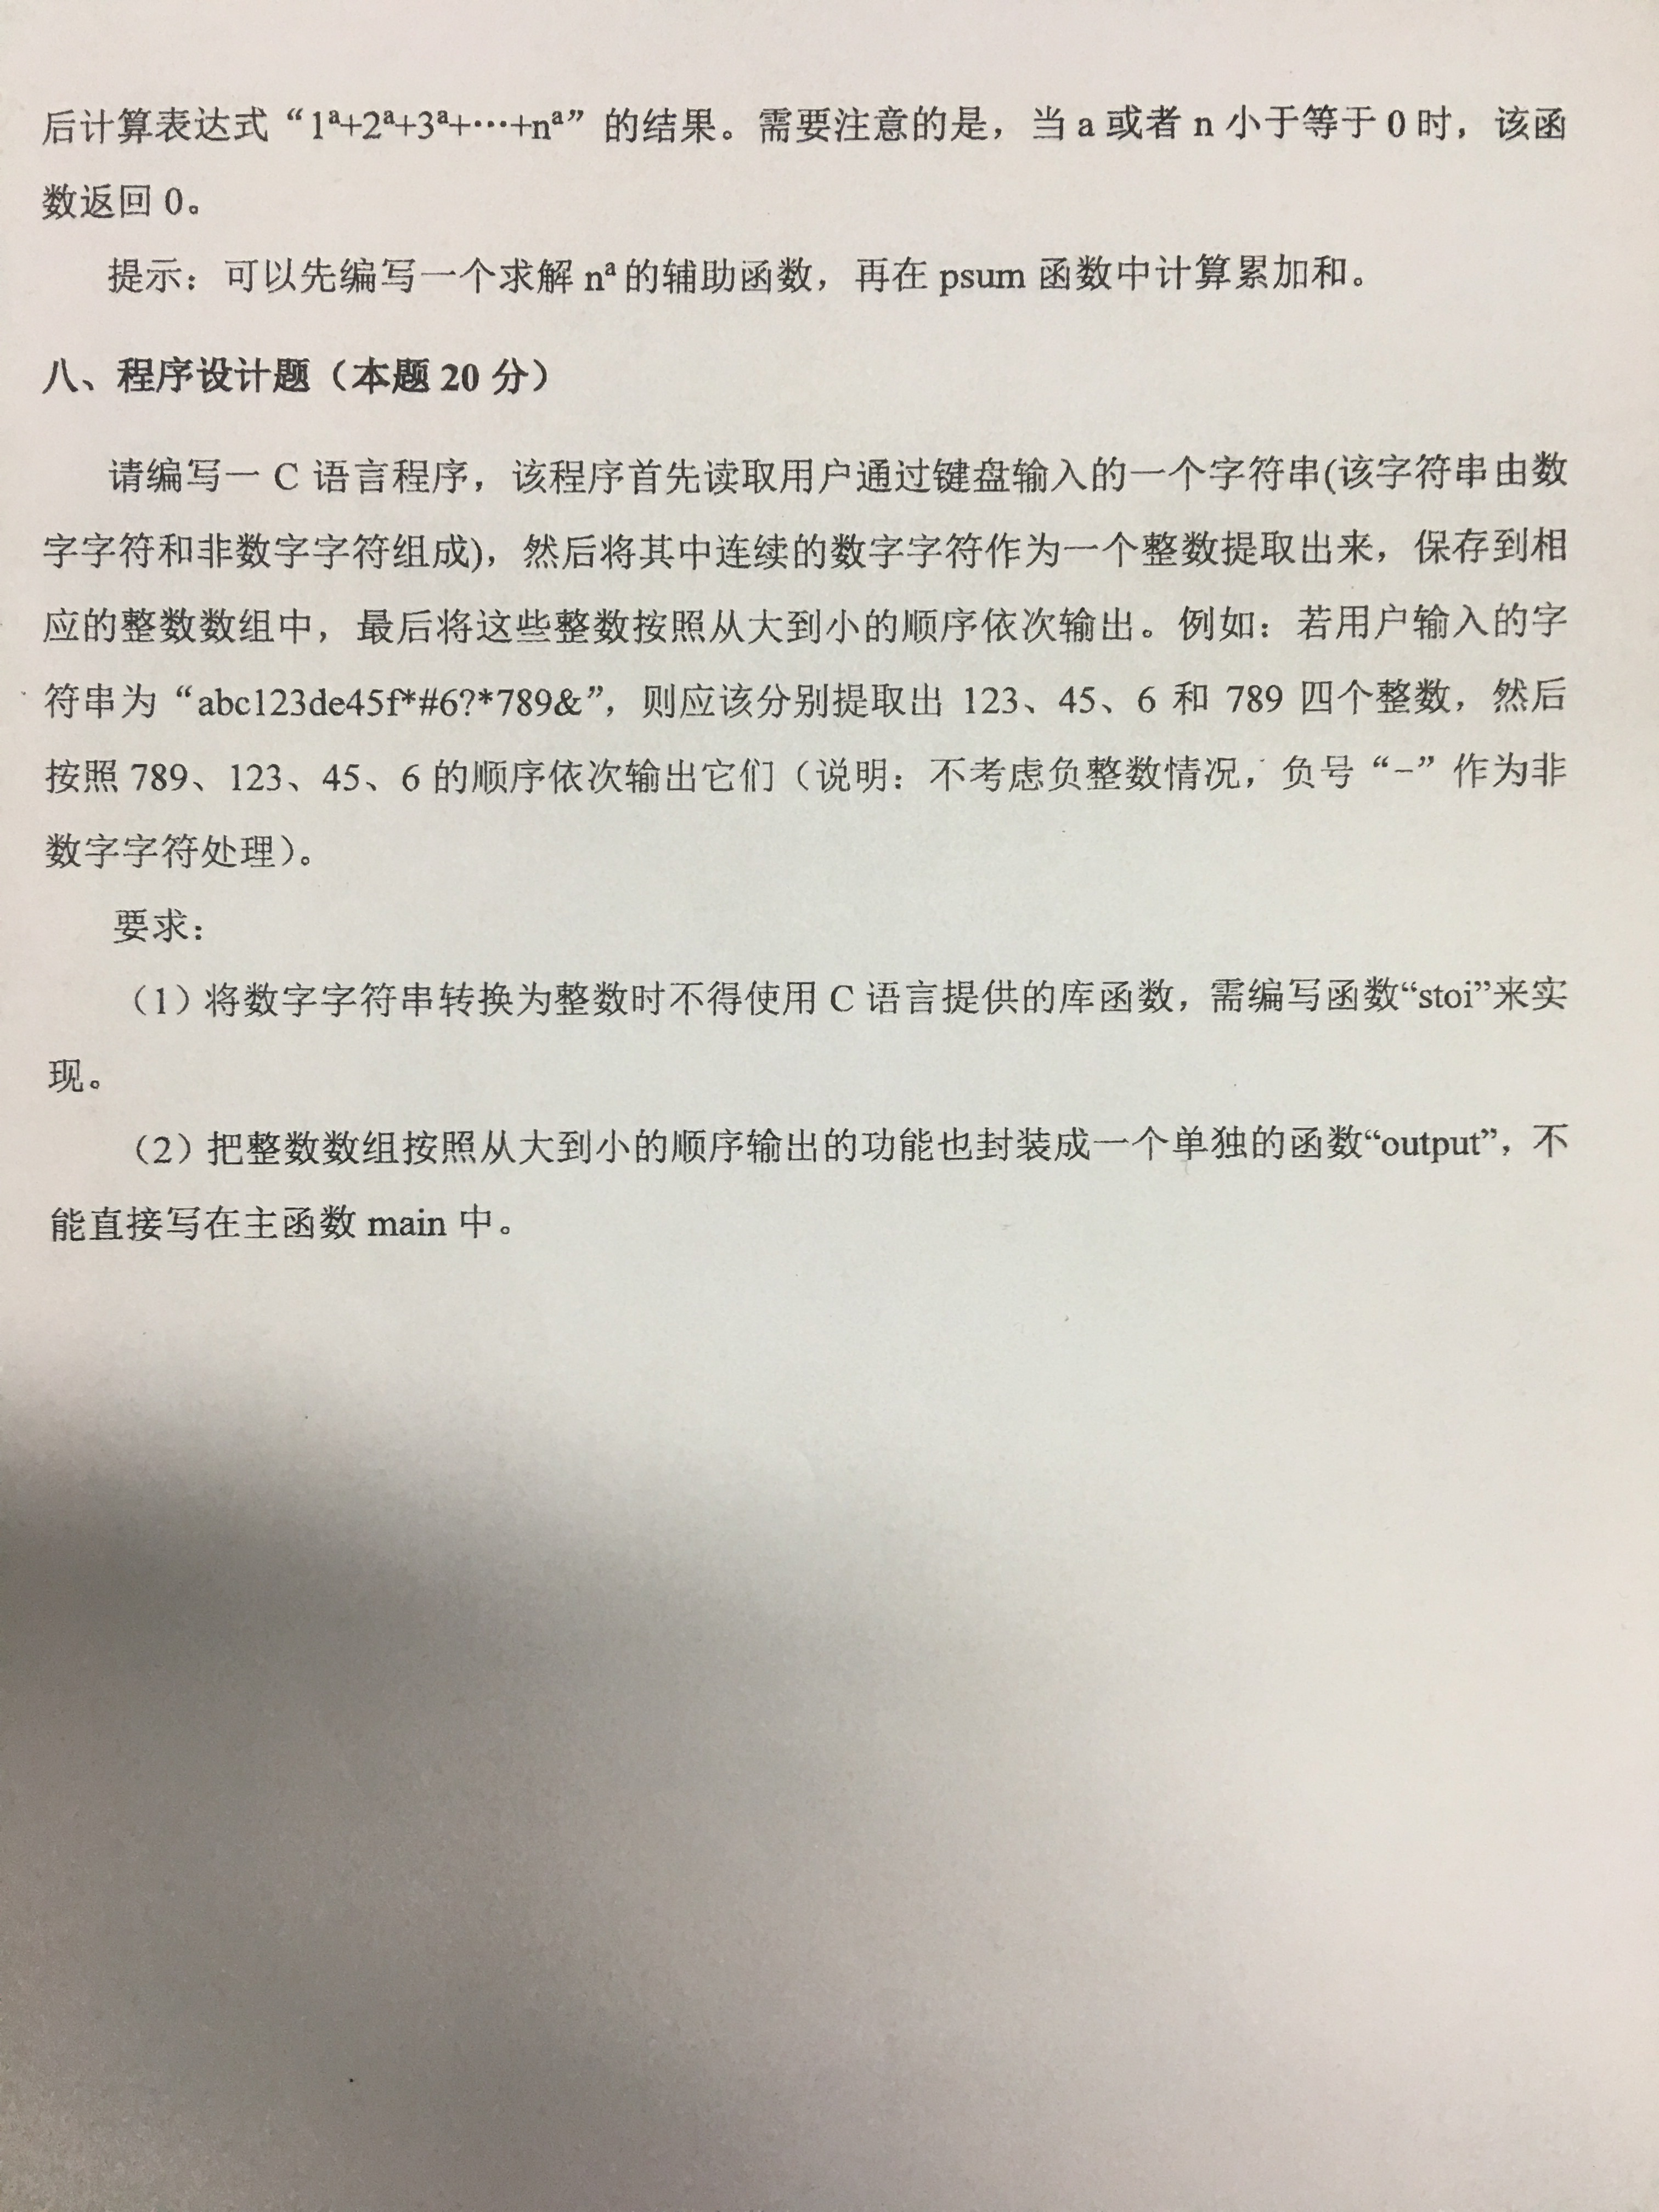 后计算表达式“1ᵃ+2ᵃ+3ᵃ+…+nᵃ”的结果。需要注意的是，当 a 或者 n 小于等于 0 时，该函
数返回 0。
提示：可以先编写一个求解 nᵃ 的辅助函数，再在 psum 函数中计算累加和。
八、程序设计题（本题 20 分）
请编写一 C 语言程序，该程序首先读取用户通过键盘输入的一个字符串(该字符串由数
字字符和非数字字符组成)，然后将其中连续的数字字符作为一个整数提取出来，保存到相
应的整数数组中，最后将这些整数按照从大到小的顺序依次输出。例如：若用户输入的字
符串为“abc123de45f*#6?*789&”，则应该分别提取出 123、45、6 和 789 四个整数，然后
按照 789、123、45、6 的顺序依次输出它们（说明：不考虑负整数情况，负号“-”作为非
数字字符处理）。
要求：
（1）将数字字符串转换为整数时不得使用 C 语言提供的库函数，需编写函数“stoi”来实
现。
（2）把整数数组按照从大到小的顺序输出的功能也封装成一个单独的函数“output”，不
能直接写在主函数 main 中。